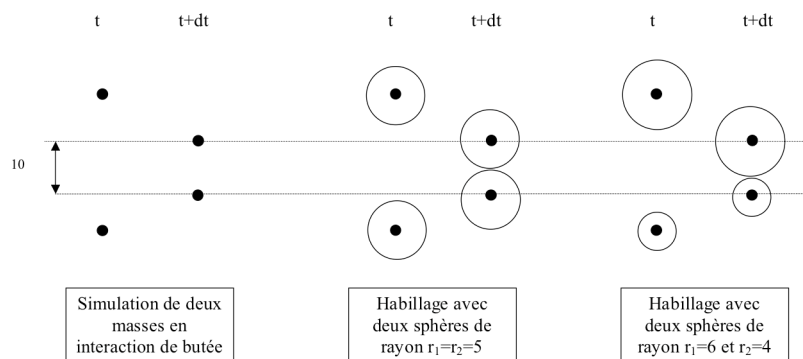 t t+dt t t+dt t t+dt
10
Simulation de deux
masses en
interaction de butée
Habillage avec
deux sphères de
rayon r₁=r₂=5
Habillage avec
deux sphères de
rayon r₁=6 et r₂=4